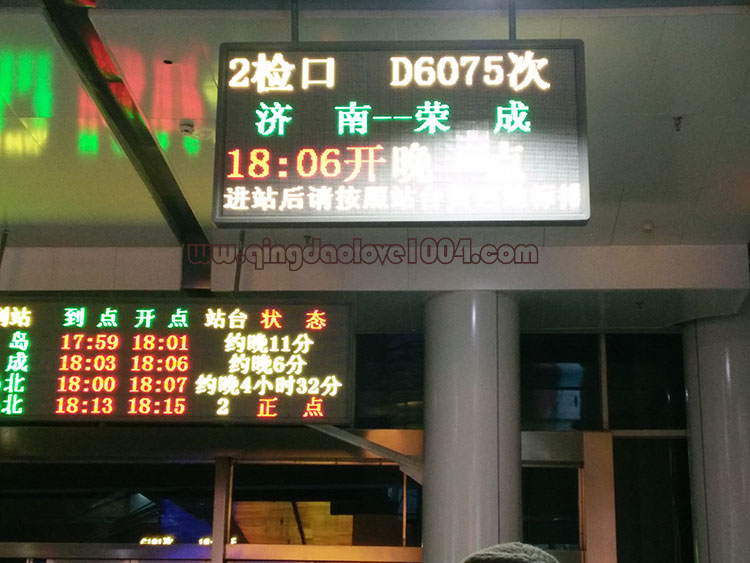 2检口 D6075次
济 南--荣 成
18:06开 晚 点
进站后请按照站台
www.qingdaolove1004.com
到站 到点 开点 站台 状态
岛 17:59 18:01 约晚11分
成 18:03 18:06 约晚6分
北 18:00 18:07 约晚4小时32分
北 18:13 18:15 2 正点